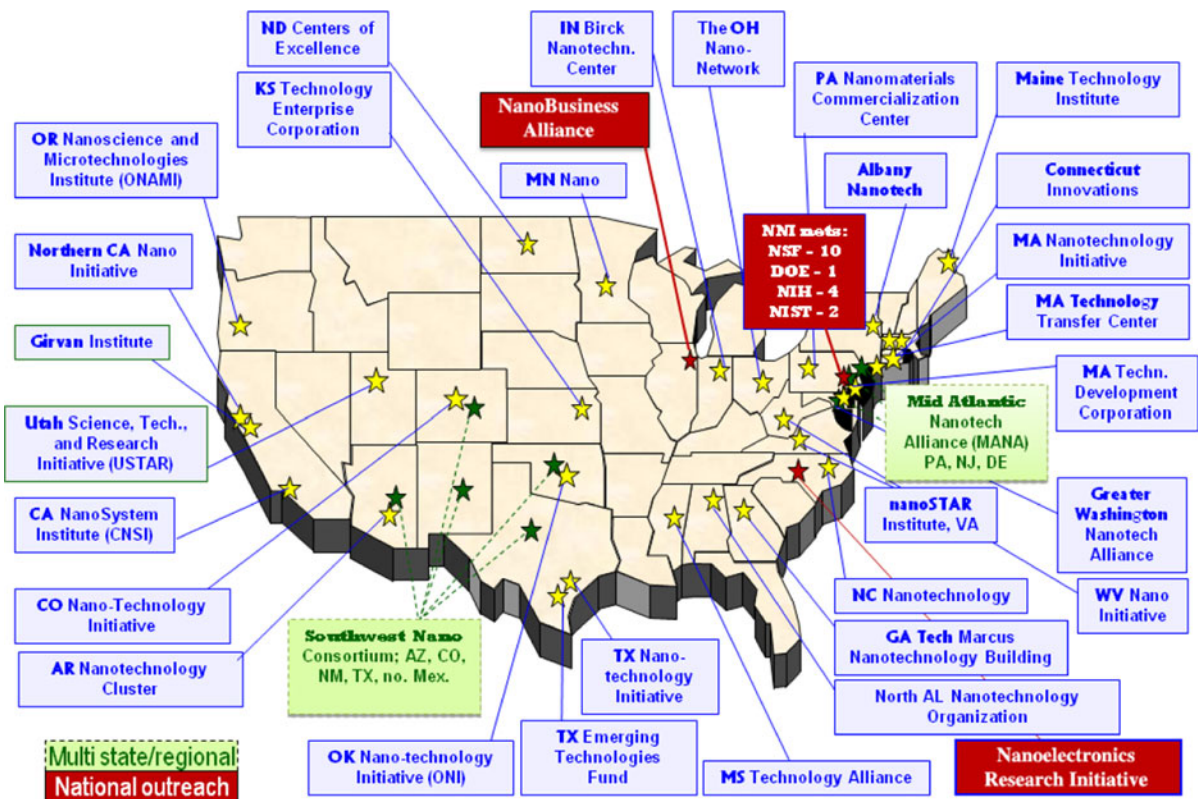 ND Centers of
Excellence
IN Birck
Nanotechn.
Center
The OH
Nano-
Network
KS Technology
Enterprise
Corporation
NanoBusiness
Alliance
PA Nanomaterials
Commercialization
Center
Maine Technology
Institute
OR Nanoscience and
Microtechnologies
Institute (ONAMI)
MN Nano
Albany
Nanotech
Connecticut
Innovations
NNI nets:
NSF - 10
DOE - 1
NIH - 4
NIST - 2
Northern CA Nano
Initiative
MA Nanotechnology
Initiative
MA Technology
Transfer Center
Girvan Institute
MA Techn.
Development
Corporation
Utah Science, Tech.,
and Research
Initiative (USTAR)
Mid Atlantic
Nanotech
Alliance (MANA)
PA, NJ, DE
CA NanoSystem
Institute (CNSI)
nanoSTAR
Institute, VA
Greater
Washington
Nanotech
Alliance
CO Nano-Technology
Initiative
NC Nanotechnology
WV Nano
Initiative
Southwest Nano
Consortium; AZ, CO,
NM, TX, no. Mex.
AR Nanotechnology
Cluster
TX Nano-
technology
Initiative
GA Tech Marcus
Nanotechnology Building
North AL Nanotechnology
Organization
OK Nano-technology
Initiative (ONI)
TX Emerging
Technologies
Fund
MS Technology Alliance
Nanoelectronics
Research Initiative
Multi state/regional
National outreach